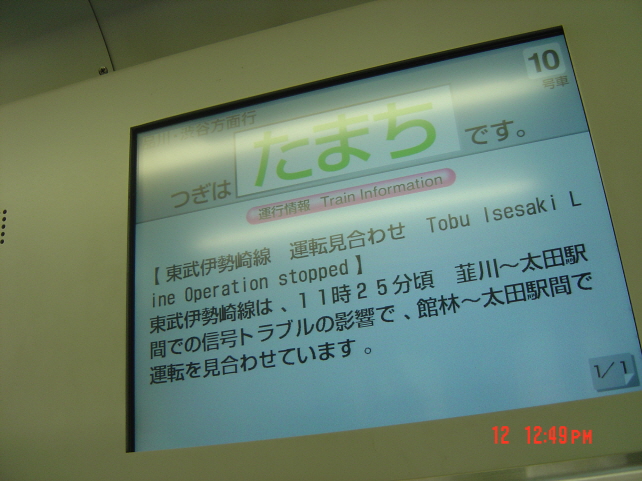 10
号車
川・渋谷方面行
つぎは たまち です。
運行情報 Train Information
【 東武伊勢崎線 運転見合わせ Tobu Isesaki L
ine Operation stopped 】
東武伊勢崎線は、11時25分頃 韮川～太田駅
間での信号トラブルの影響で、館林～太田駅間で
運転を見合わせています。
1/1
12 12:49PM